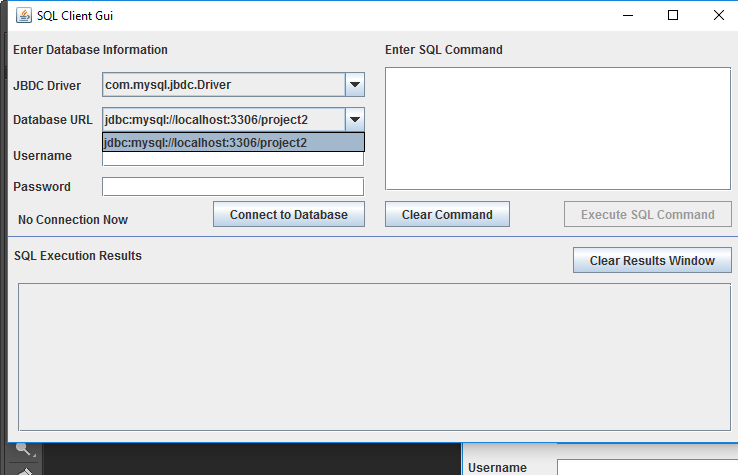 SQL Client Gui
Enter Database Information
Enter SQL Command
JBDC Driver
com.mysql.jbdc.Driver
Database URL
jdbc:mysql://localhost:3306/project2
jdbc:mysql://localhost:3306/project2
Username
Password
No Connection Now
Connect to Database
Clear Command
Execute SQL Command
SQL Execution Results
Clear Results Window
Username